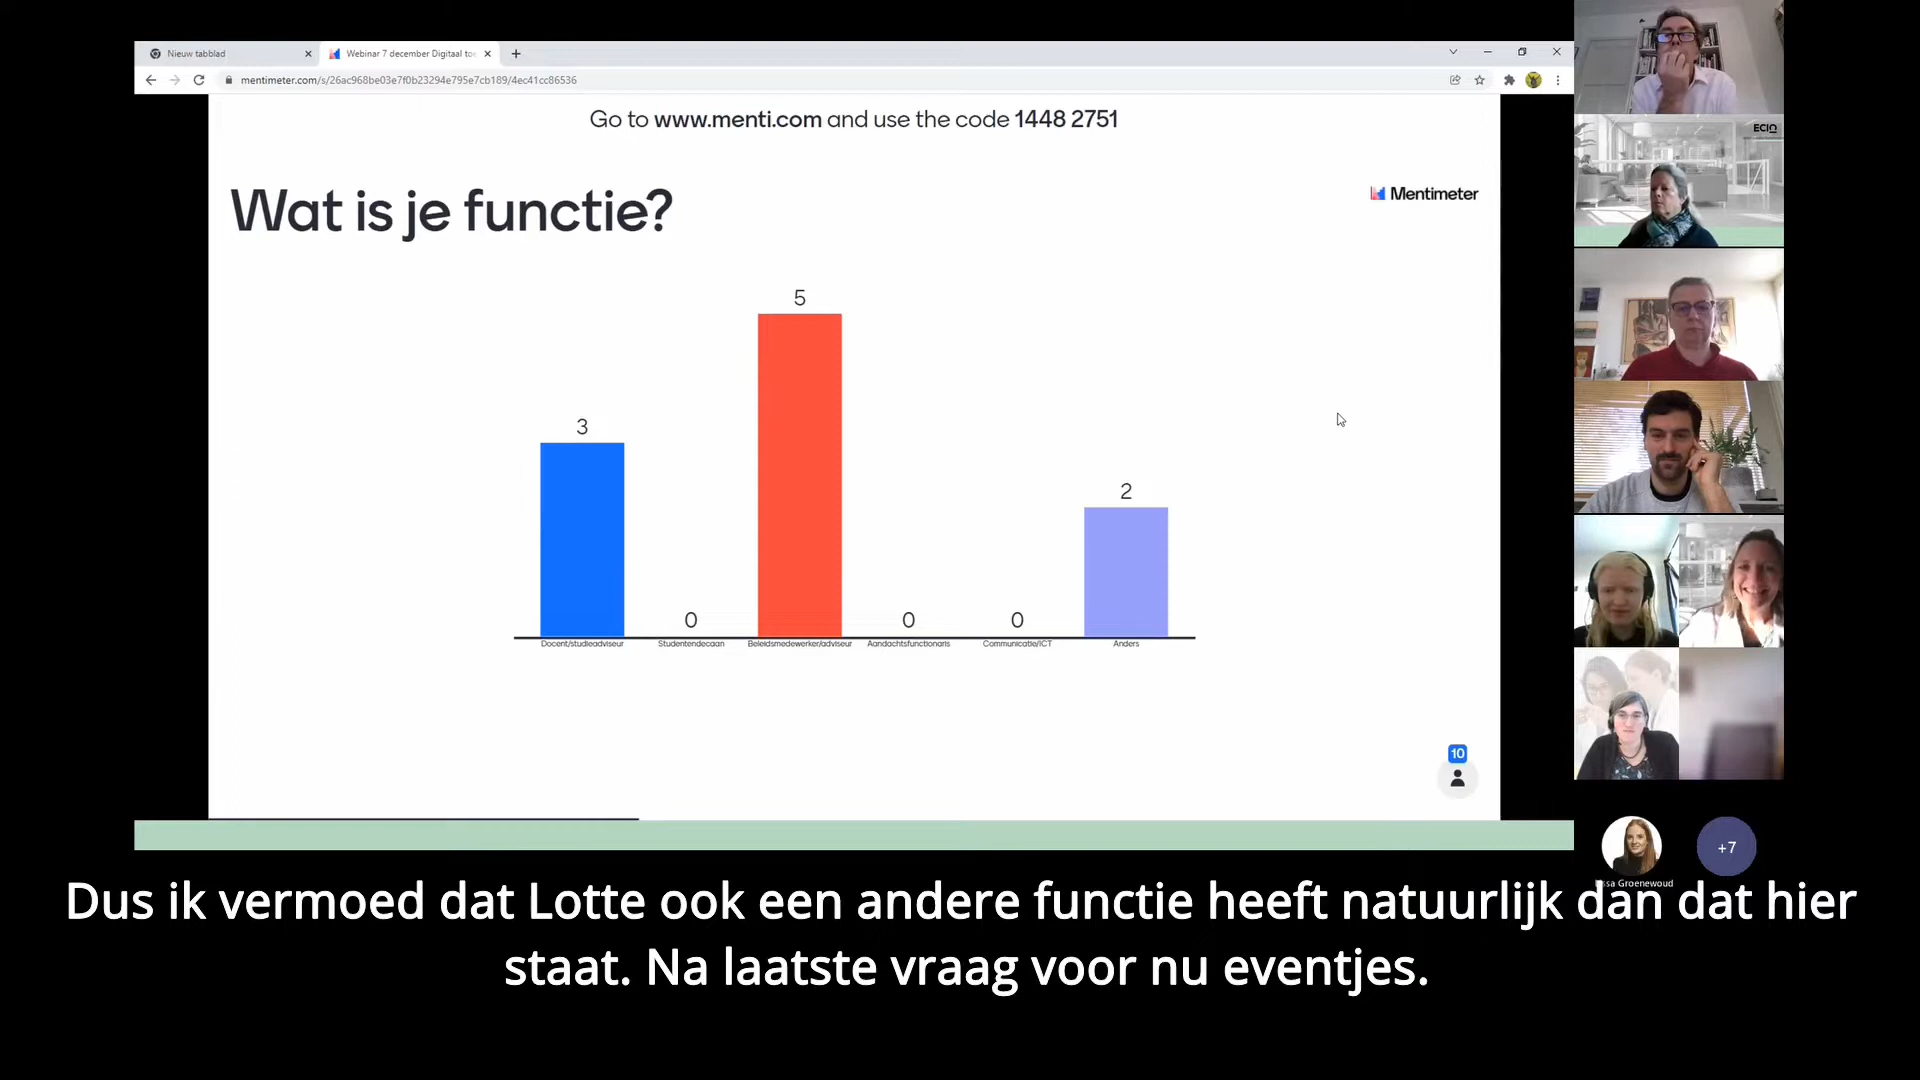 Nieuw tabblad
Webinar 7 december Digitaal toe
mentimeter.com/s/26ac968be03e7f0b23294e795e7cb189/4ec41cc86536
Go to www.menti.com and use the code 1448 2751
Wat is je functie?
Mentimeter
ECIO
5
3
2
0
0
0
Docent/studieadviseur
Studentendecaan
Beleidsmedewerker/adviseur
Aandachtsfunctionaris
Communicatie/ICT
Anders
10
+7
Groenewoud
Dus ik vermoed dat Lotte ook een andere functie heeft natuurlijk dan dat hier
staat. Na laatste vraag voor nu eventjes.